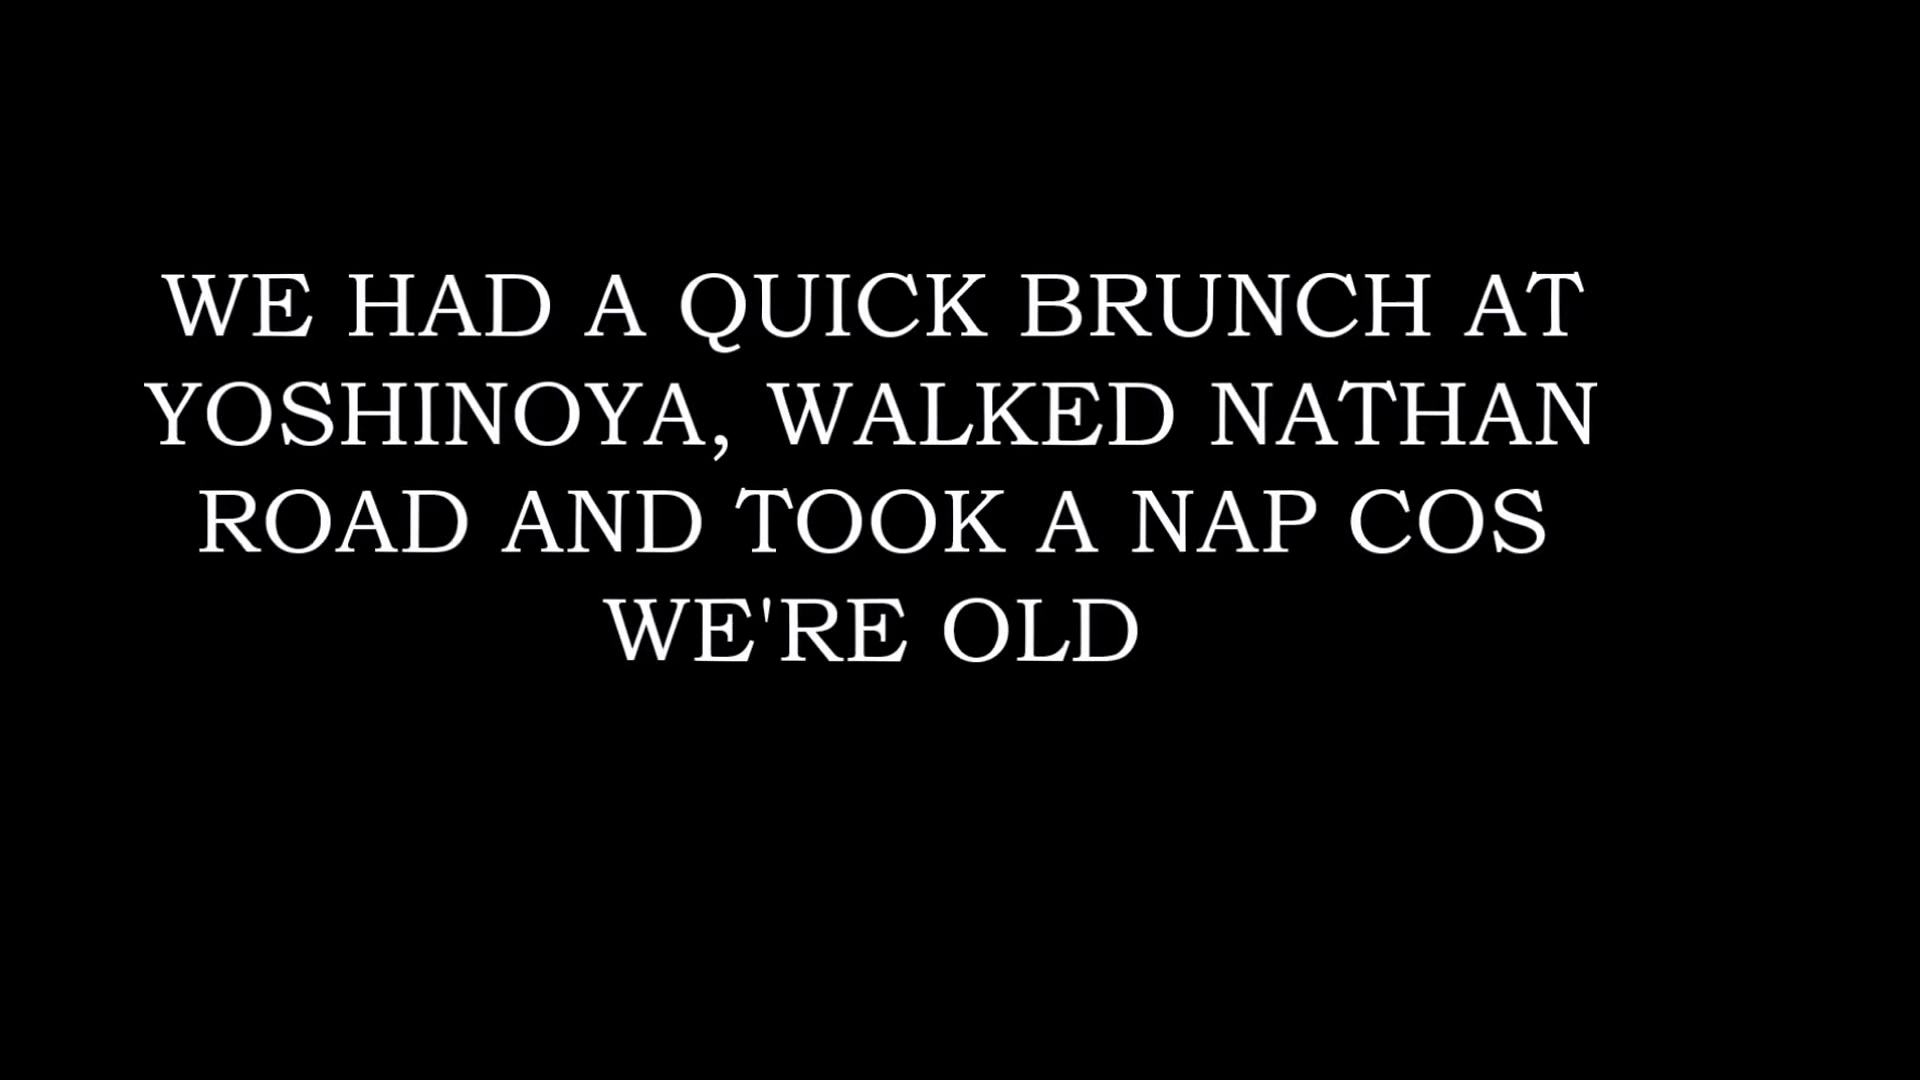 WE HAD A QUICK BRUNCH AT
YOSHINOYA, WALKED NATHAN
ROAD AND TOOK A NAP COS
WE'RE OLD